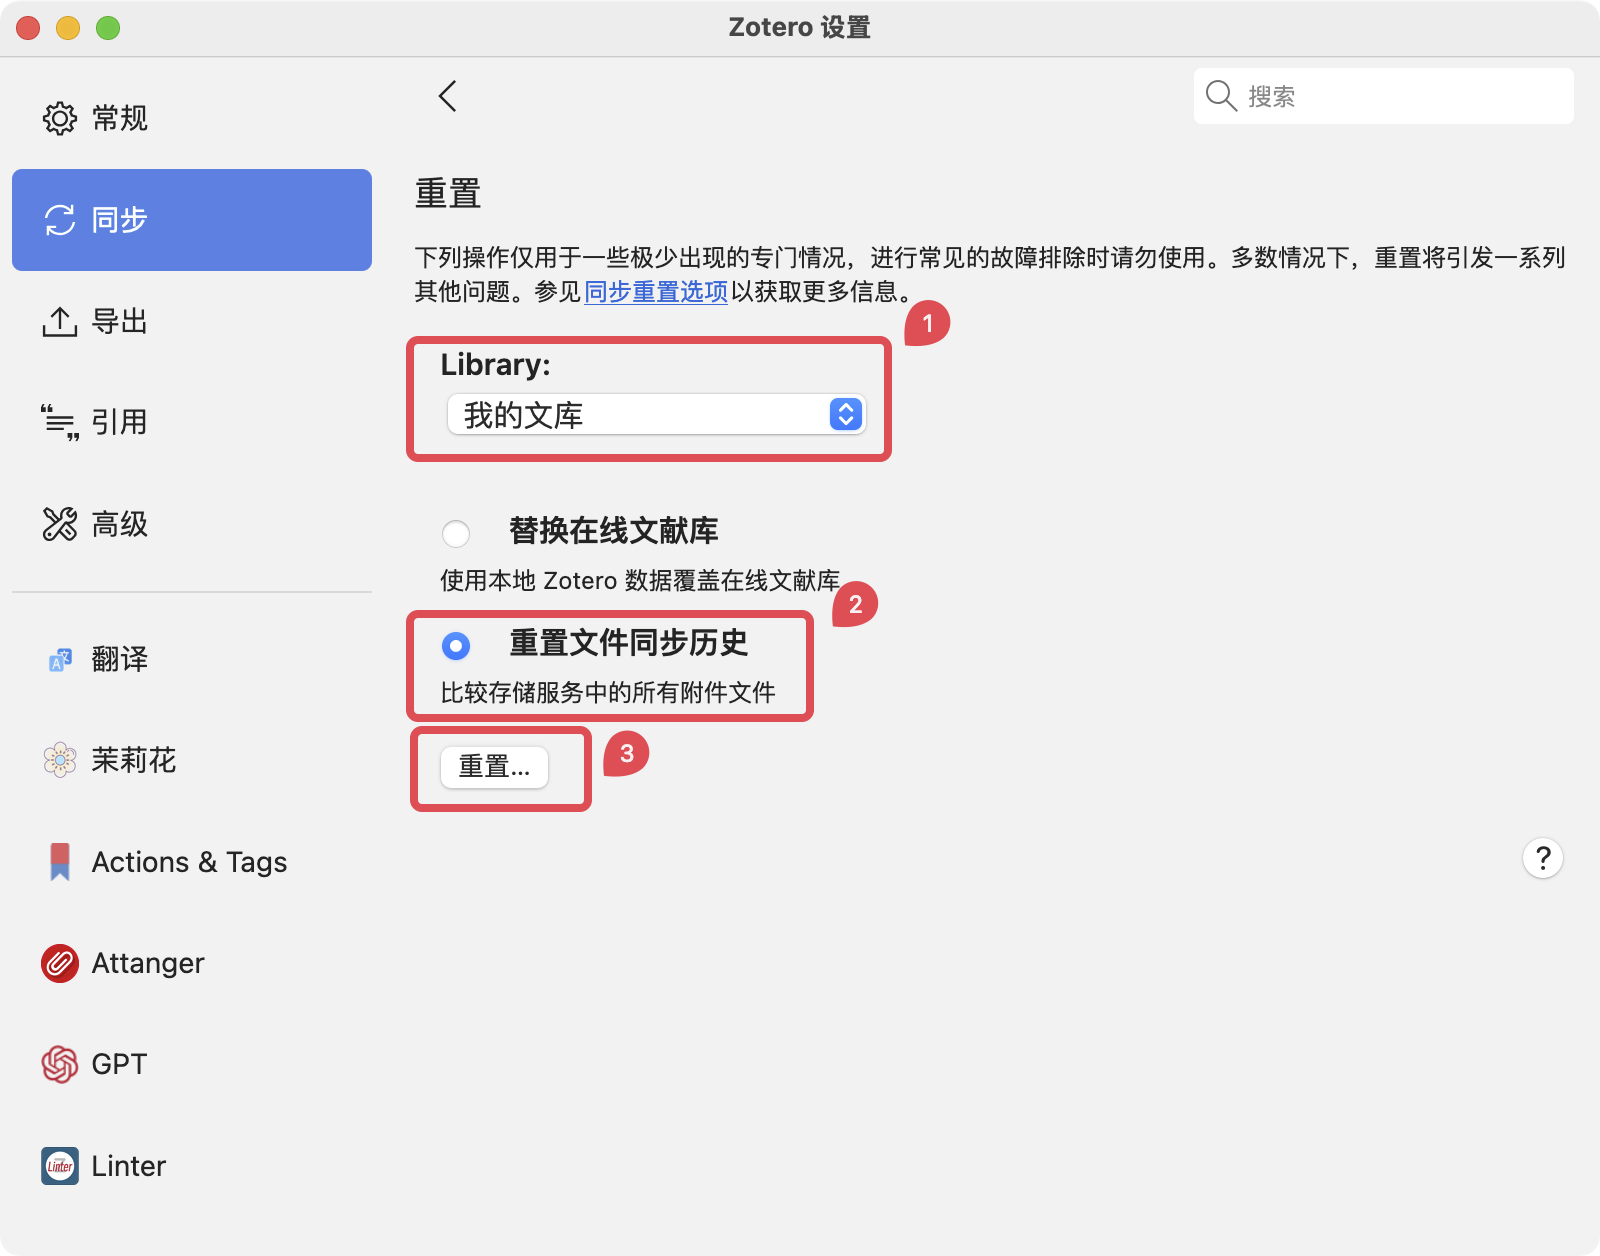 Zotero 设置
搜索
常规
同步
导出
引用
高级
翻译
茉莉花
Actions & Tags
Attanger
GPT
Linter
Linter
重置
下列操作仅用于一些极少出现的专门情况，进行常见的故障排除时请勿使用。多数情况下，重置将引发一系列
其他问题。参见同步重置选项以获取更多信息。
1
Library:
我的文库
替换在线文献库
使用本地 Zotero 数据覆盖在线文献库
2
重置文件同步历史
比较存储服务中的所有附件文件
重置...
3
?